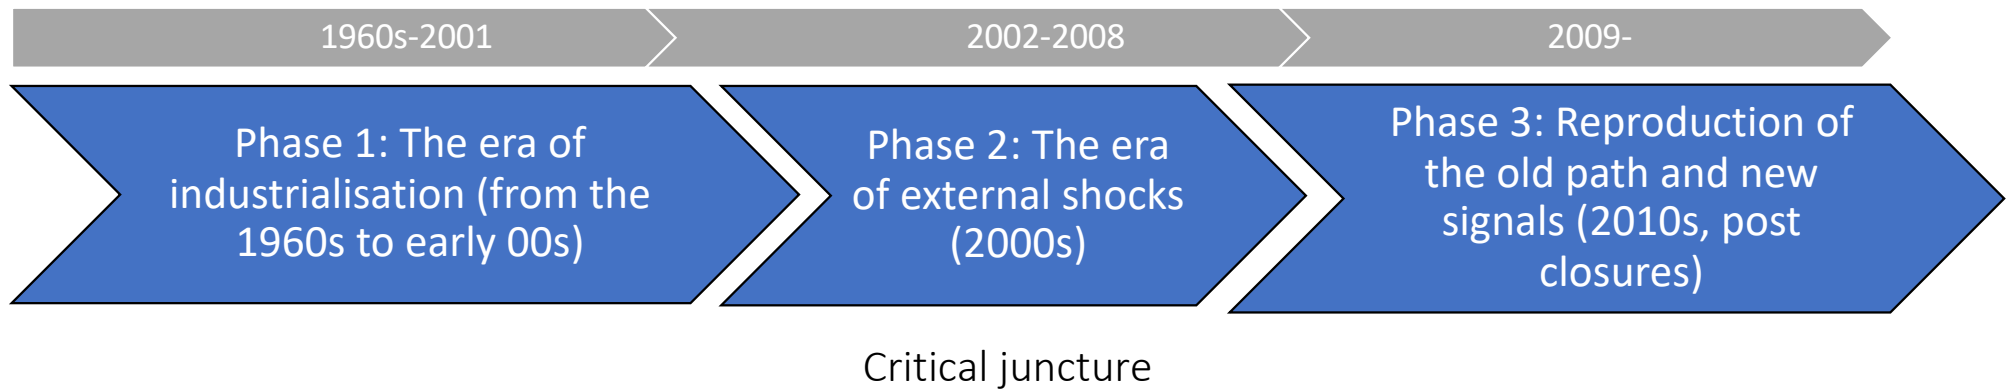 1960s-2001
2002-2008
2009-
Phase 1: The era of
industrialisation (from the
1960s to early 00s)
Phase 2: The era
of external shocks
(2000s)
Phase 3: Reproduction of
the old path and new
signals (2010s, post
closures)
Critical juncture